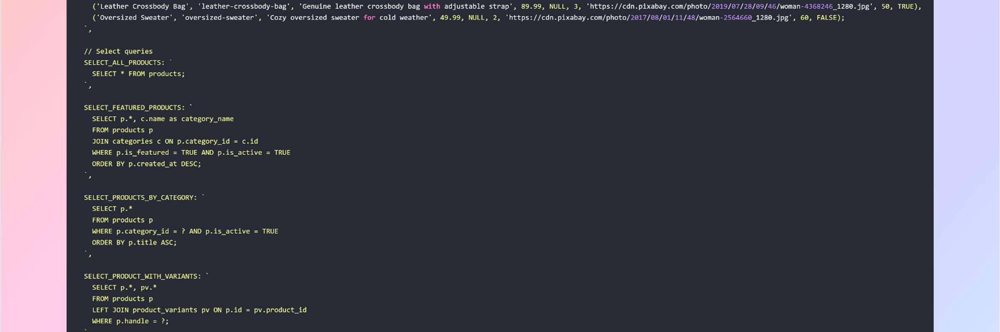 ('Leather Crossbody Bag', 'leather-crossbody-bag', 'Genuine leather crossbody bag with adjustable strap', 89.99, NULL, 3, 'https://cdn.pixabay.com/photo/2019/07/28/09/46/woman-4368246_1280.jpg', 50, TRUE),
('Oversized Sweater', 'oversized-sweater', 'Cozy oversized sweater for cold weather', 49.99, NULL, 2, 'https://cdn.pixabay.com/photo/2017/08/01/11/48/woman-2564660_1280.jpg', 60, FALSE);
`,
// Select queries
SELECT_ALL_PRODUCTS: `
SELECT * FROM products;
`,
SELECT_FEATURED_PRODUCTS: `
SELECT p.*, c.name as category_name
FROM products p
JOIN categories c ON p.category_id = c.id
WHERE p.is_featured = TRUE AND p.is_active = TRUE
ORDER BY p.created_at DESC;
`,
SELECT_PRODUCTS_BY_CATEGORY: `
SELECT p.*
FROM products p
WHERE p.category_id = ? AND p.is_active = TRUE
ORDER BY p.title ASC;
`,
SELECT_PRODUCT_WITH_VARIANTS: `
SELECT p.*, pv.*
FROM products p
LEFT JOIN product_variants pv ON p.id = pv.product_id
WHERE p.handle = ?;
`